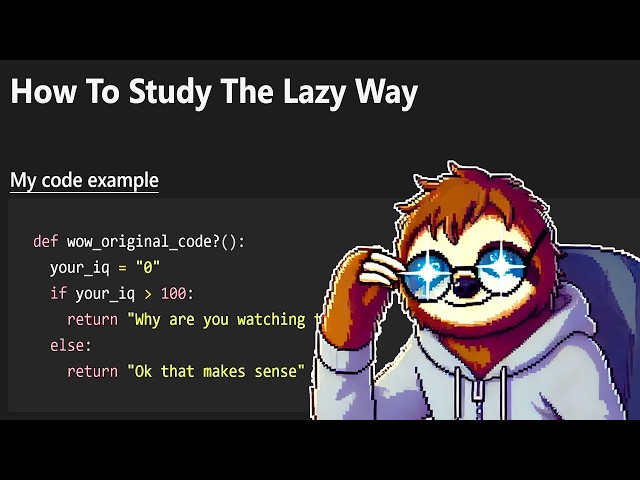 How To Study The Lazy Way
My code example
def wow_original_code?():
your_iq = "0"
if your_iq > 100:
return "Why are you watching
else:
return "Ok that makes sense"